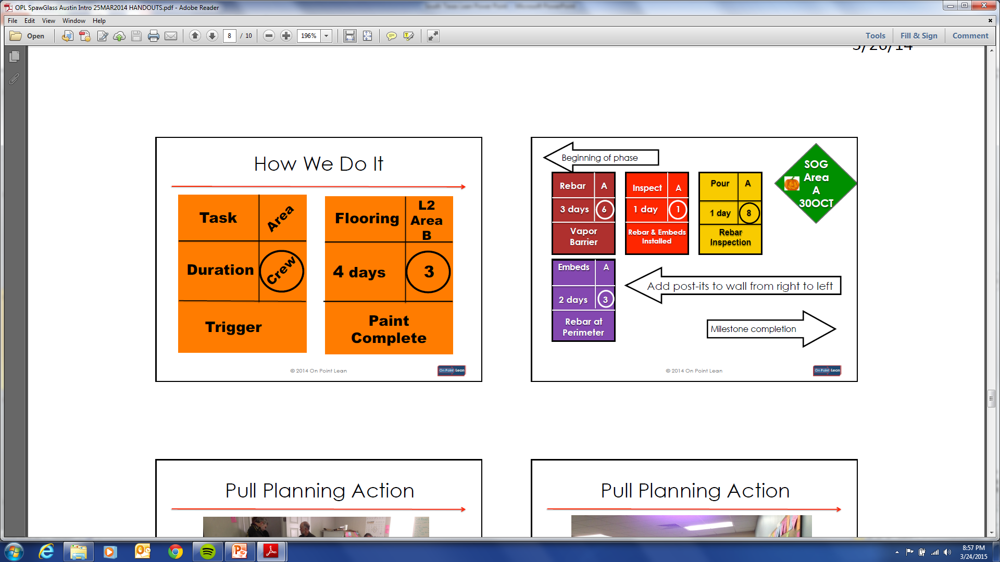 OPL SpawGlass Austin Intro 25MAR2014 HANDOUTS.pdf - Adobe Reader
File Edit View Window Help
Open
8 / 10
196%
Tools Fill & Sign Comment
How We Do It
Task
Area
Duration
Crew
Trigger
Flooring
L2
Area
B
4 days
3
Paint
Complete
© 2014 On Point Lean
On Point Lean
Beginning of phase
Rebar A
3 days 6
Vapor
Barrier
Inspect A
1 day 1
Rebar & Embeds
Installed
Pour A
1 day 8
Rebar
Inspection
SOG
Area
A
30OCT
Embeds A
2 days 3
Rebar at
Perimeter
Add post-its to wall from right to left
Milestone completion
© 2014 On Point Lean
On Point Lean
Pull Planning Action
Pull Planning Action
8:57 PM
3/24/2015